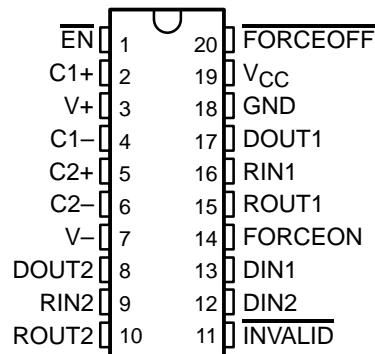 EN 1 20 FORCEOFF
C1+ 2 19 VCC
V+ 3 18 GND
C1– 4 17 DOUT1
C2+ 5 16 RIN1
C2– 6 15 ROUT1
V– 7 14 FORCEON
DOUT2 8 13 DIN1
RIN2 9 12 DIN2
ROUT2 10 11 INVALID